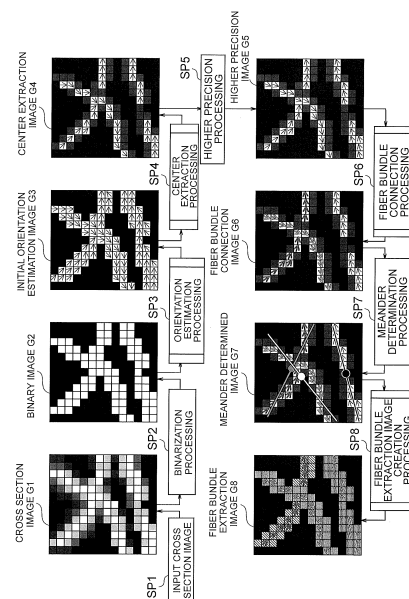 CROSS SECTION
IMAGE G1
BINARY IMAGE G2
INITIAL ORIENTATION
ESTIMATION IMAGE G3
CENTER EXTRACTION
IMAGE G4
SP1
INPUT CROSS
SECTION IMAGE
SP2
BINARIZATION
PROCESSING
SP3
ORIENTATION
ESTIMATION
PROCESSING
SP4
CENTER
EXTRACTION
PROCESSING
SP5
HIGHER PRECISION
PROCESSING
FIBER BUNDLE
EXTRACTION
IMAGE G8
MEANDER DETERMINED
IMAGE G7
FIBER BUNDLE
CONNECTION
IMAGE G6
HIGHER PRECISION
IMAGE G5
SP8
FIBER BUNDLE
EXTRACTION IMAGE
CREATION
PROCESSING
SP7
MEANDER
DETERMINATION
PROCESSING
SP6
FIBER BUNDLE
CONNECTION
PROCESSING